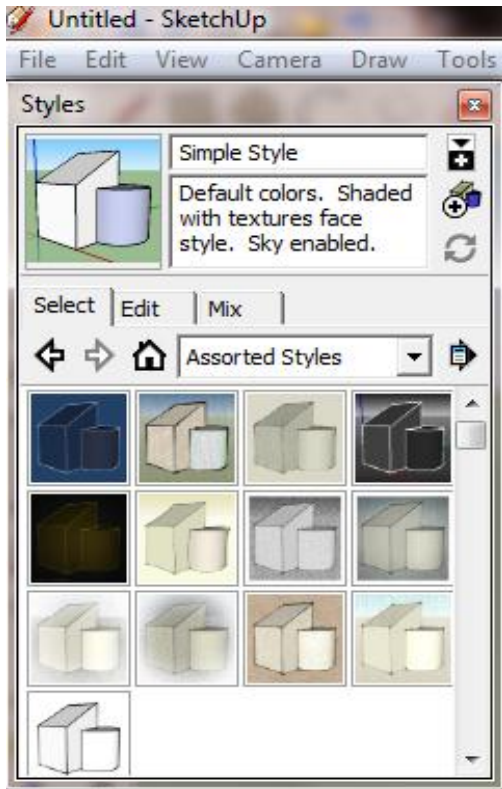 Untitled - SketchUp
File Edit View Camera Draw Tools
Styles
Simple Style
Default colors. Shaded
with textures face
style. Sky enabled.
Select Edit Mix
Assorted Styles